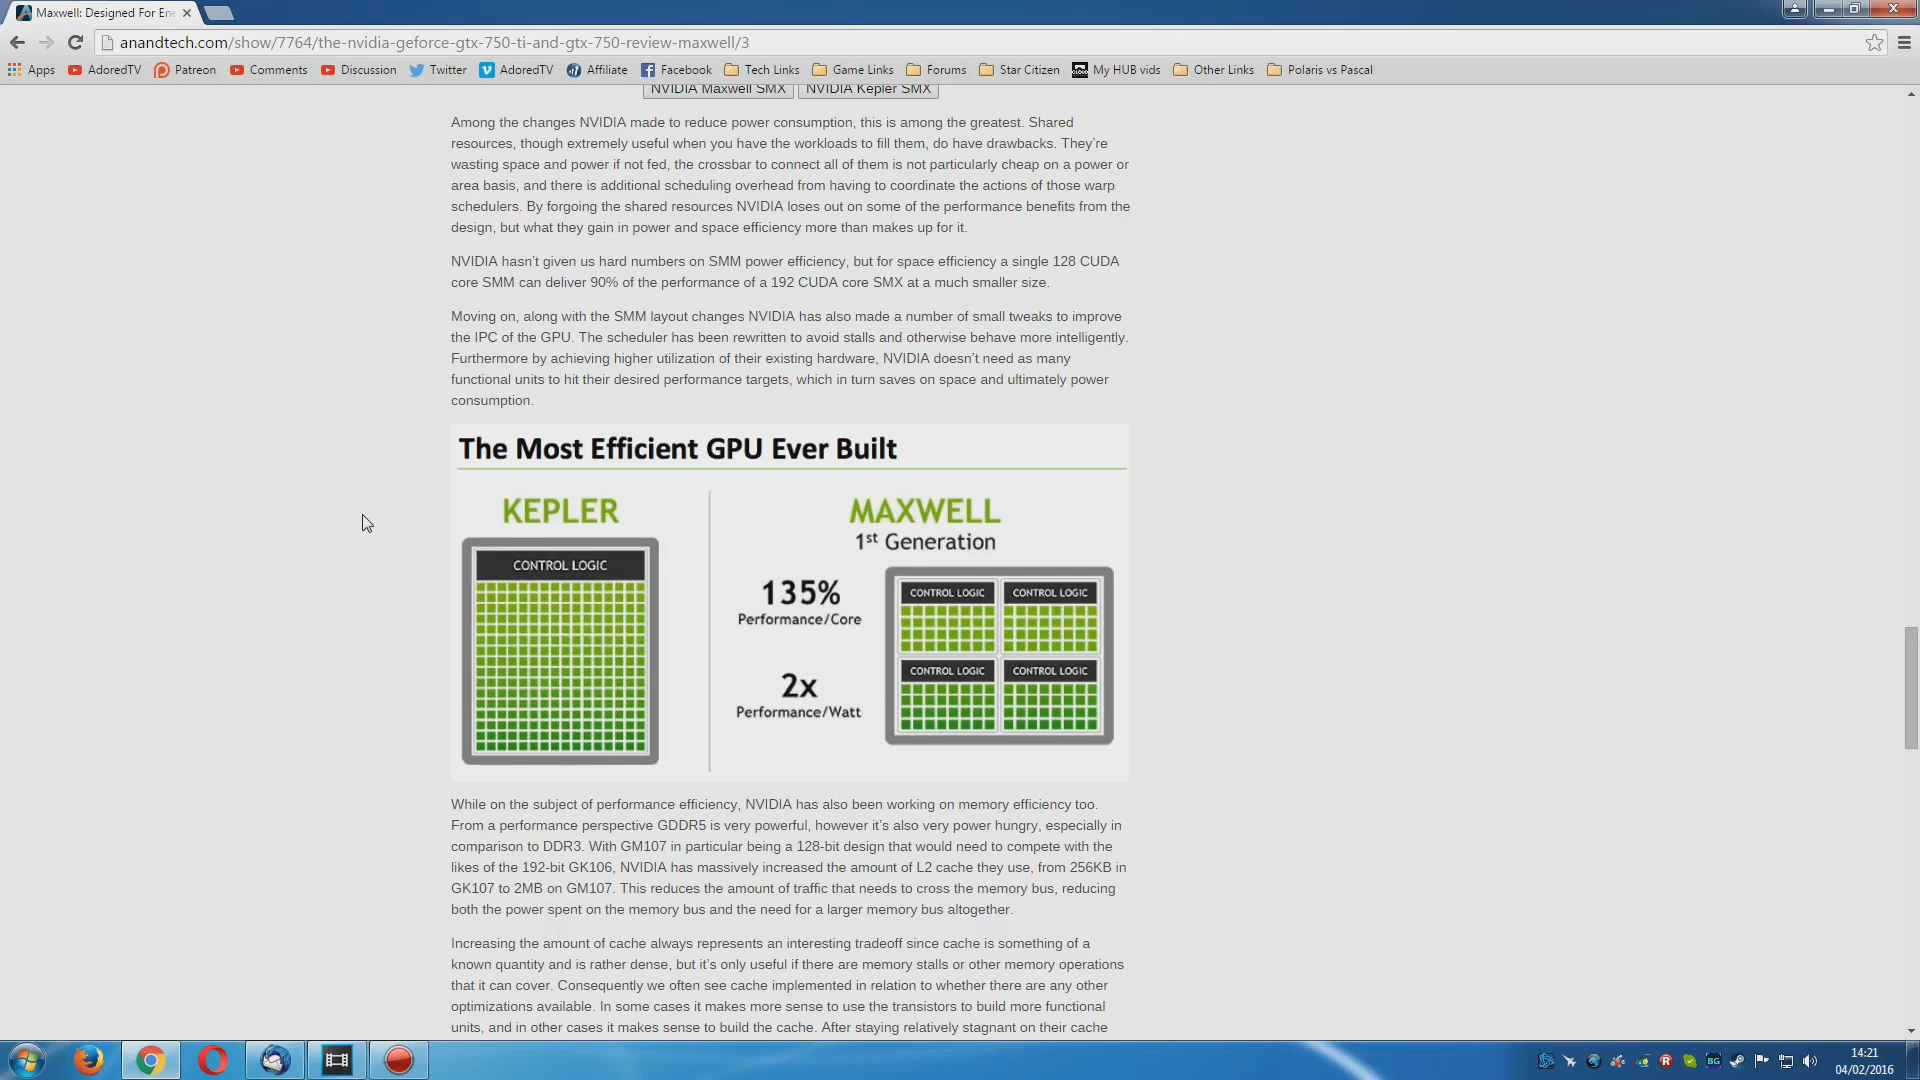 Maxwell: Designed For Ene
anandtech.com/show/7764/the-nvidia-geforce-gtx-750-ti-and-gtx-750-review-maxwell/3
Apps AdoredTV Patreon Comments Discussion Twitter AdoredTV Affiliate Facebook Tech Links Game Links Forums Star Citizen My HUB vids Other Links Polaris vs Pascal
NVIDIA Maxwell SMX NVIDIA Kepler SMX
Among the changes NVIDIA made to reduce power consumption, this is among the greatest. Shared
resources, though extremely useful when you have the workloads to fill them, do have drawbacks. They're
wasting space and power if not fed, the crossbar to connect all of them is not particularly cheap on a power or
area basis, and there is additional scheduling overhead from having to coordinate the actions of those warp
schedulers. By forgoing the shared resources NVIDIA loses out on some of the performance benefits from the
design, but what they gain in power and space efficiency more than makes up for it.
NVIDIA hasn't given us hard numbers on SMM power efficiency, but for space efficiency a single 128 CUDA
core SMM can deliver 90% of the performance of a 192 CUDA core SMX at a much smaller size.
Moving on, along with the SMM layout changes NVIDIA has also made a number of small tweaks to improve
the IPC of the GPU. The scheduler has been rewritten to avoid stalls and otherwise behave more intelligently.
Furthermore by achieving higher utilization of their existing hardware, NVIDIA doesn't need as many
functional units to hit their desired performance targets, which in turn saves on space and ultimately power
consumption.
The Most Efficient GPU Ever Built
KEPLER
CONTROL LOGIC
MAXWELL
1st Generation
135%
Performance/Core
2x
Performance/Watt
CONTROL LOGIC CONTROL LOGIC
CONTROL LOGIC CONTROL LOGIC
While on the subject of performance efficiency, NVIDIA has also been working on memory efficiency too.
From a performance perspective GDDR5 is very powerful, however it's also very power hungry, especially in
comparison to DDR3. With GM107 in particular being a 128-bit design that would need to compete with the
likes of the 192-bit GK106, NVIDIA has massively increased the amount of L2 cache they use, from 256KB in
GK107 to 2MB on GM107. This reduces the amount of traffic that needs to cross the memory bus, reducing
both the power spent on the memory bus and the need for a larger memory bus altogether.
Increasing the amount of cache always represents an interesting tradeoff since cache is something of a
known quantity and is rather dense, but it's only useful if there are memory stalls or other memory operations
that it can cover. Consequently we often see cache implemented in relation to whether there are any other
optimizations available. In some cases it makes more sense to use the transistors to build more functional
units, and in other cases it makes sense to build the cache. After staying relatively stagnant on their cache
14:21
04/02/2016